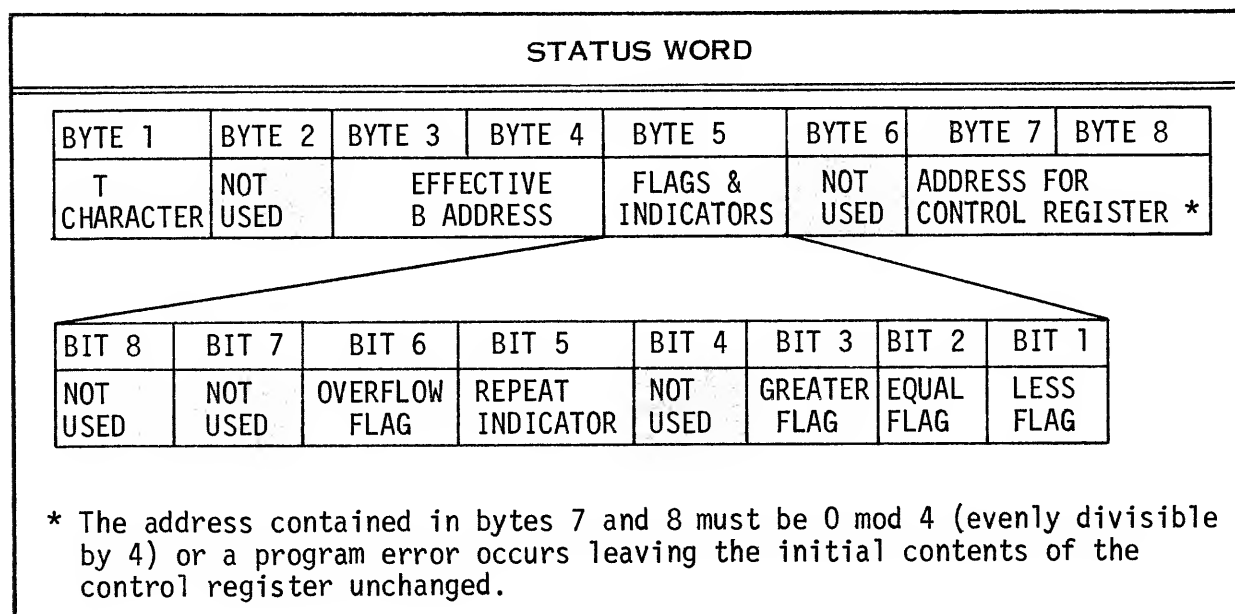 STATUS WORD
BYTE 1 BYTE 2 BYTE 3 BYTE 4 BYTE 5 BYTE 6 BYTE 7 BYTE 8
T CHARACTER NOT USED EFFECTIVE B ADDRESS FLAGS & INDICATORS NOT USED ADDRESS FOR CONTROL REGISTER *
BIT 8 BIT 7 BIT 6 BIT 5 BIT 4 BIT 3 BIT 2 BIT 1
NOT USED NOT USED OVERFLOW FLAG REPEAT INDICATOR NOT USED GREATER FLAG EQUAL FLAG LESS FLAG
* The address contained in bytes 7 and 8 must be 0 mod 4 (evenly divisible
by 4) or a program error occurs leaving the initial contents of the
control register unchanged.